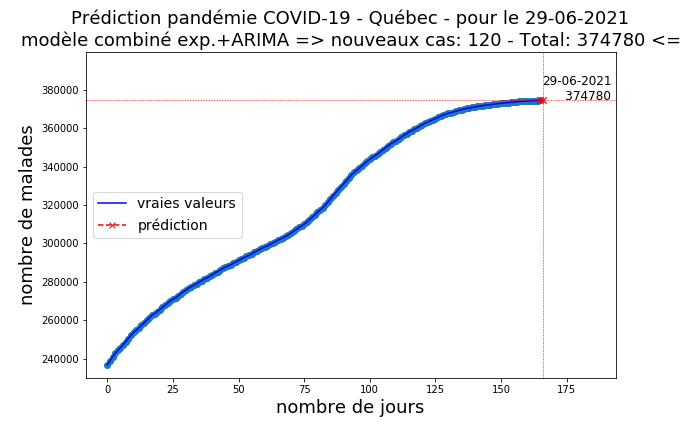 Prédiction pandémie COVID-19 - Québec - pour le 29-06-2021
modèle combiné exp.+ARIMA => nouveaux cas: 120 - Total: 374780 <=
29-06-2021
374780
nombre de malades
380000
360000
340000
320000
300000
280000
260000
240000
vraies valeurs
prédiction
0 25 50 75 100 125 150 175
nombre de jours